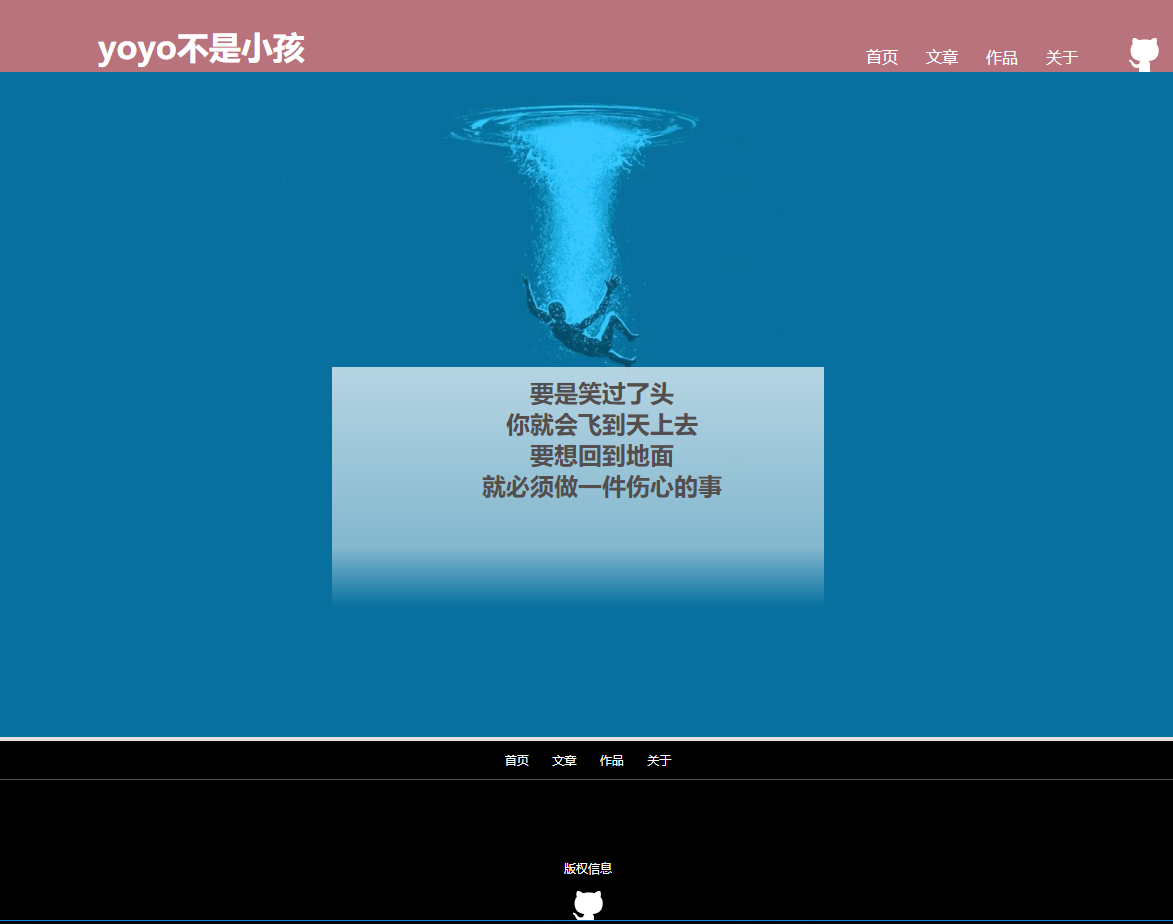 yoyo不是小孩
首页 文章 作品 关于
要是笑过了头
你就会飞到天上去
要想回到地面
就必须做一件伤心的事
首页 文章 作品 关于
版权信息